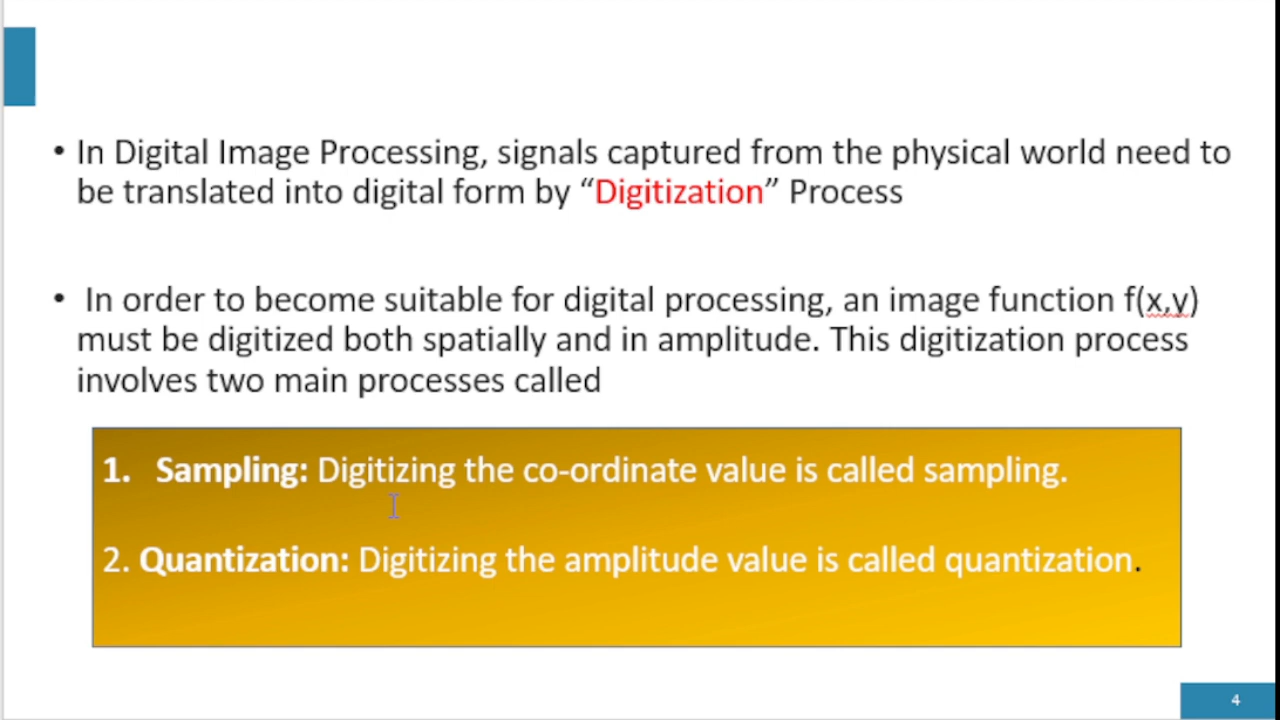 • In Digital Image Processing, signals captured from the physical world need to
be translated into digital form by “Digitization” Process
• In order to become suitable for digital processing, an image function f(x,y)
must be digitized both spatially and in amplitude. This digitization process
involves two main processes called
1. Sampling: Digitizing the co-ordinate value is called sampling.
2. Quantization: Digitizing the amplitude value is called quantization.
4